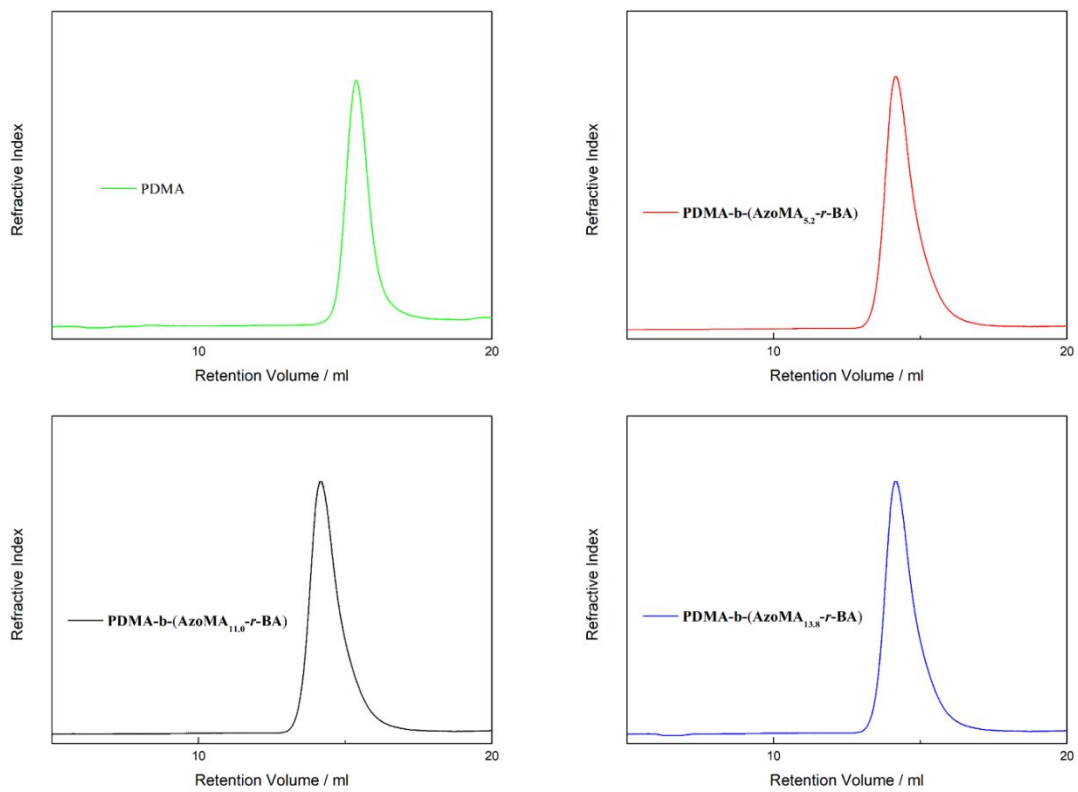 Refractive Index
PDMA
10
20
Retention Volume / ml
Refractive Index
PDMA-b-(AzoMA5.2-r-BA)
10
20
Retention Volume / ml
Refractive Index
PDMA-b-(AzoMA11.0-r-BA)
10
20
Retention Volume / ml
Refractive Index
PDMA-b-(AzoMA13.8-r-BA)
10
20
Retention Volume / ml